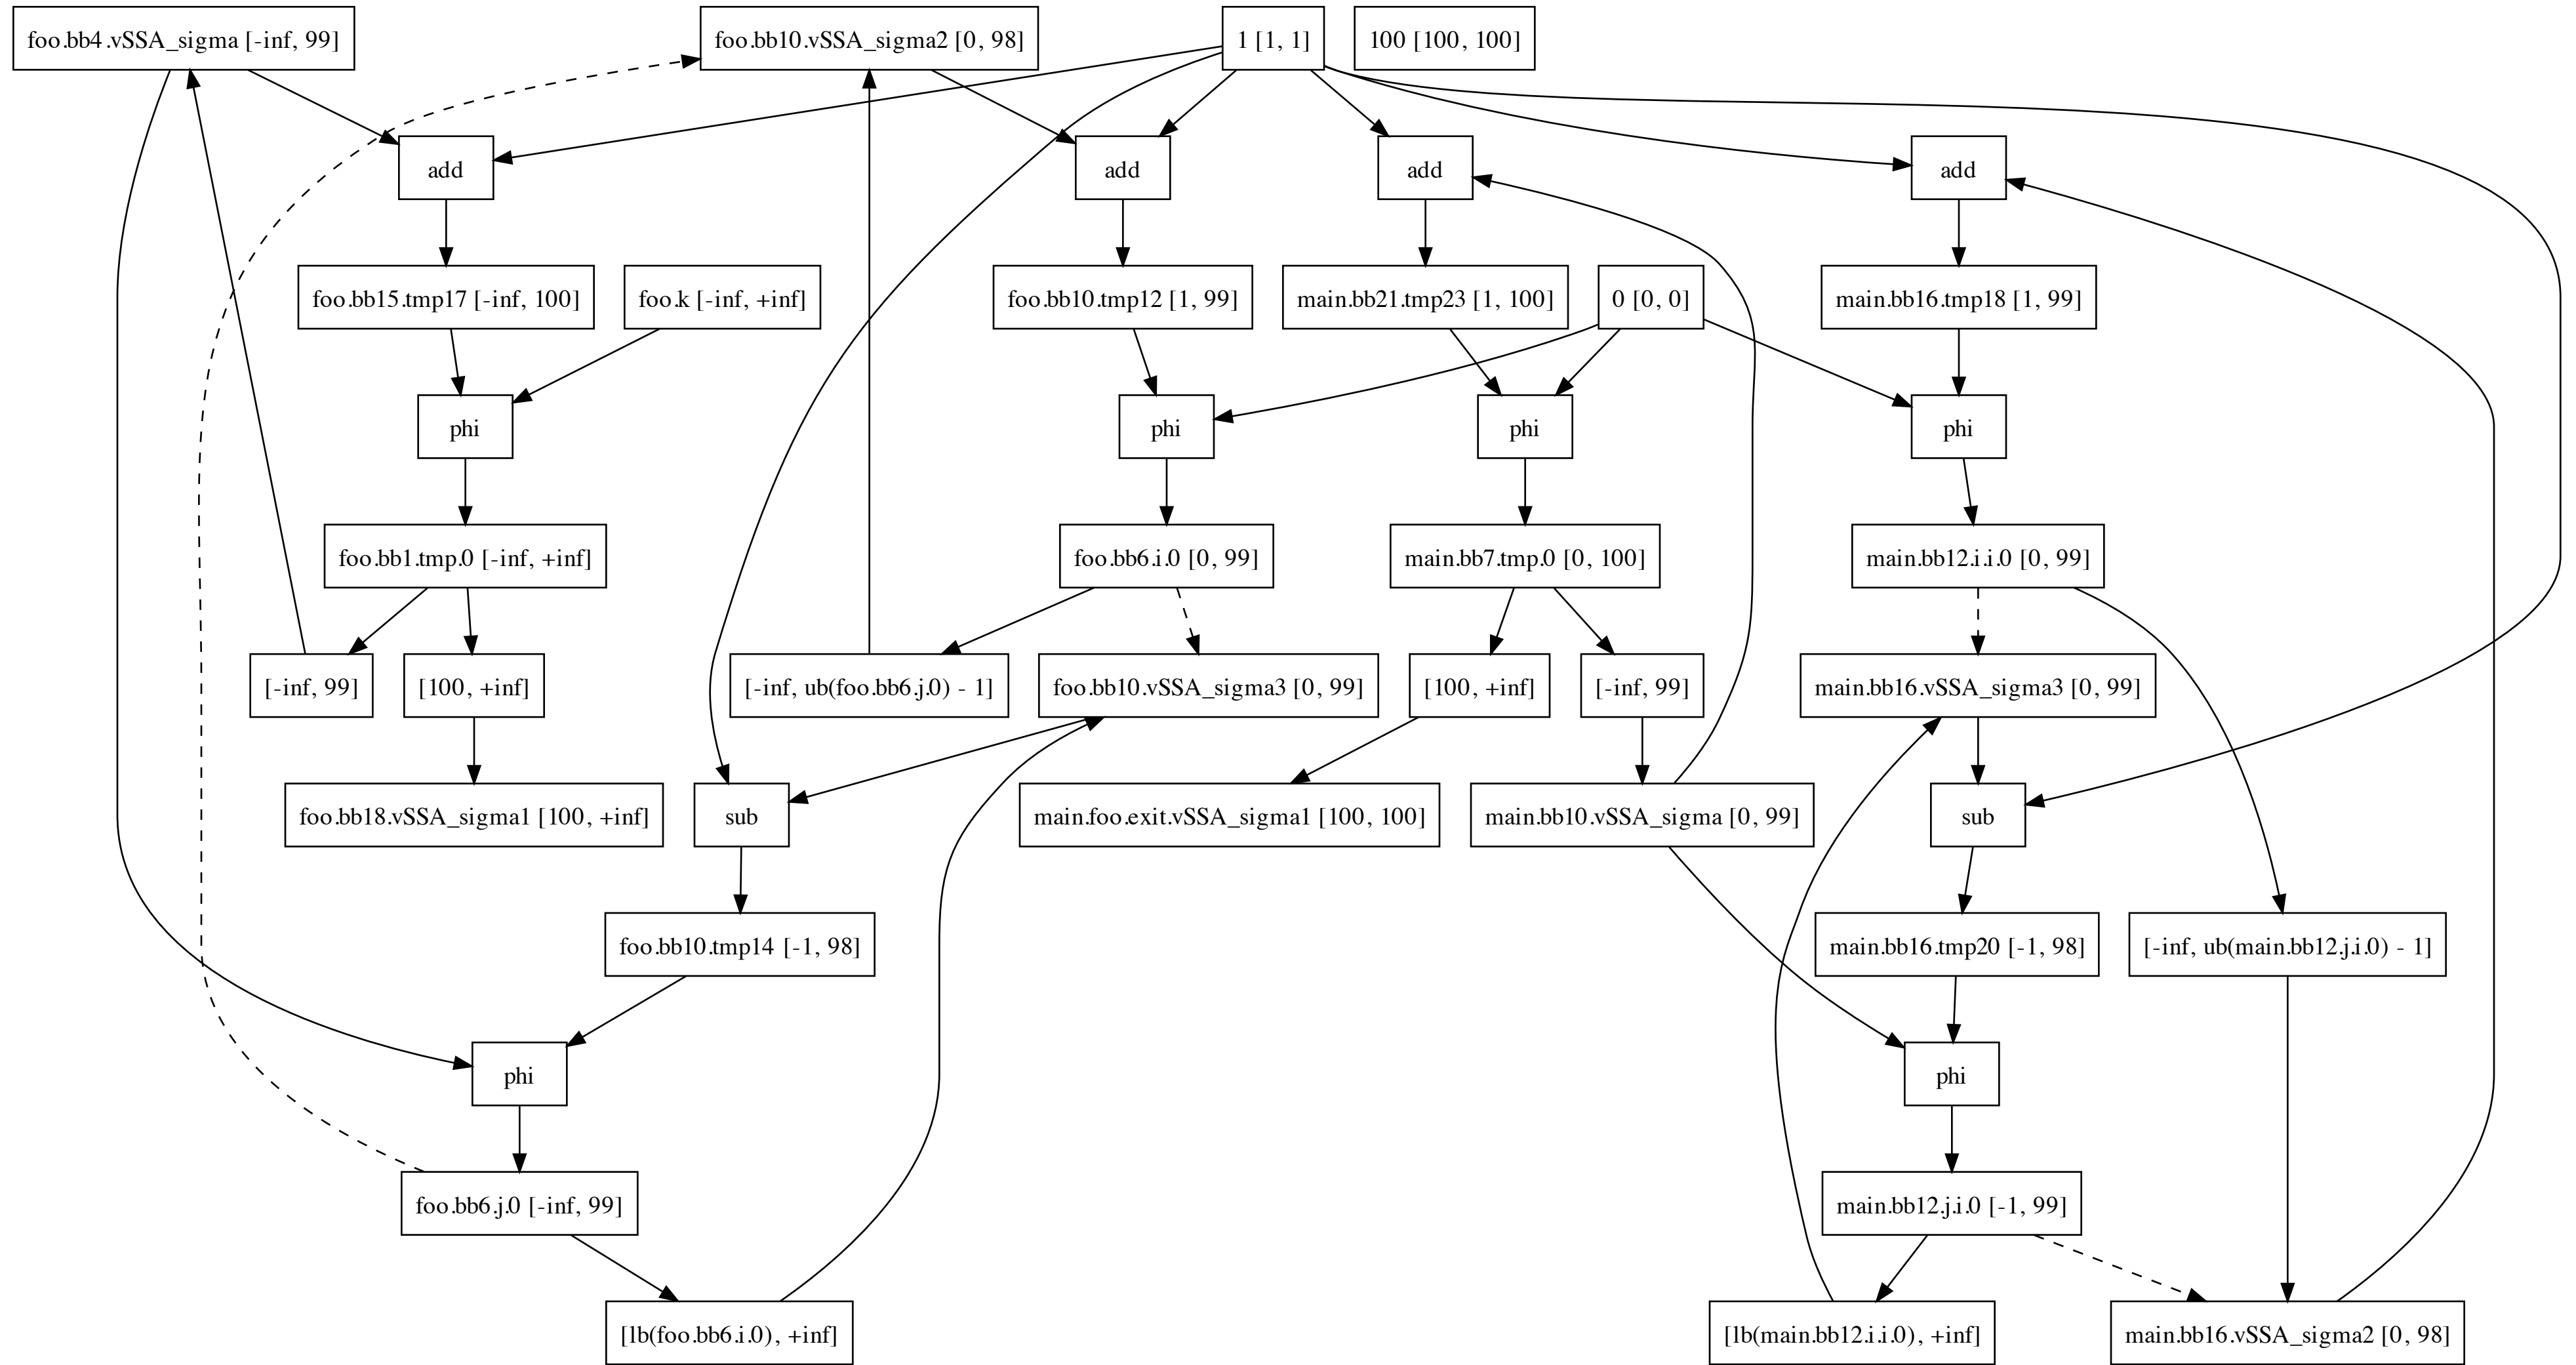 foo.bb4.vSSA_sigma [-inf, 99]
foo.bb10.vSSA_sigma2 [0, 98]
1 [1, 1]
100 [100, 100]
add
add
add
add
foo.bb15.tmp17 [-inf, 100]
foo.k [-inf, +inf]
foo.bb10.tmp12 [1, 99]
main.bb21.tmp23 [1, 100]
0 [0, 0]
main.bb16.tmp18 [1, 99]
phi
phi
phi
phi
foo.bb1.tmp.0 [-inf, +inf]
foo.bb6.i.0 [0, 99]
main.bb7.tmp.0 [0, 100]
main.bb12.i.i.0 [0, 99]
[-inf, 99]
[100, +inf]
[-inf, ub(foo.bb6.j.0) - 1]
foo.bb10.vSSA_sigma3 [0, 99]
[100, +inf]
[-inf, 99]
main.bb16.vSSA_sigma3 [0, 99]
foo.bb18.vSSA_sigma1 [100, +inf]
sub
main.foo.exit.vSSA_sigma1 [100, 100]
main.bb10.vSSA_sigma [0, 99]
sub
foo.bb10.tmp14 [-1, 98]
main.bb16.tmp20 [-1, 98]
[-inf, ub(main.bb12.j.i.0) - 1]
phi
phi
foo.bb6.j.0 [-inf, 99]
main.bb12.j.i.0 [-1, 99]
[lb(foo.bb6.i.0), +inf]
[lb(main.bb12.i.i.0), +inf]
main.bb16.vSSA_sigma2 [0, 98]